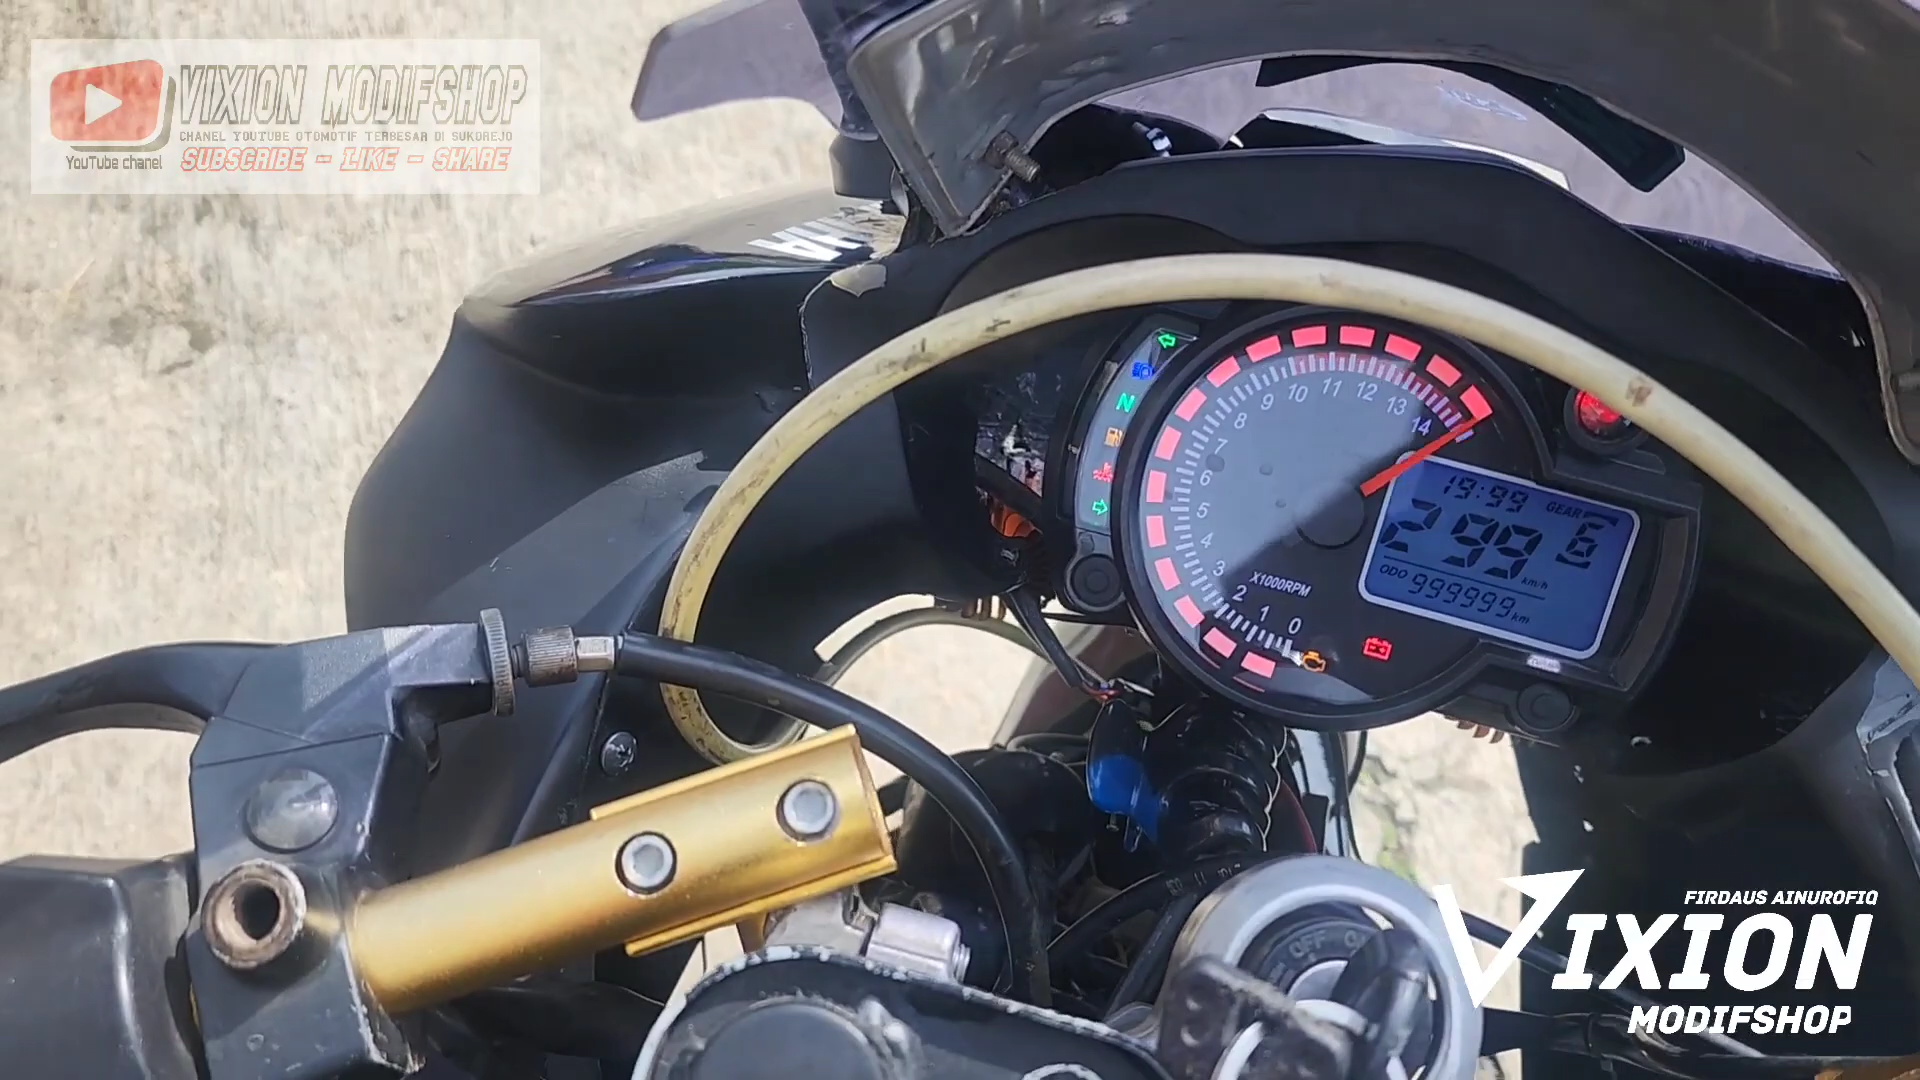 VIXION MODIFSHOP
CHANEL YOUTUBE OTOMOTIF TERBESAR DI SUKOREJO
YouTube chanel
SUBSCRIBE - LIKE - SHARE
10 11 12 13 14
9
8
7
6
5
4
3
2
1
0
N
X1000RPM
19:99
GEAR
299 km/h
6
ODO 999999 km
OFF ON
FIRDAUS AINUROFIQ
VIXION
MODIFSHOP